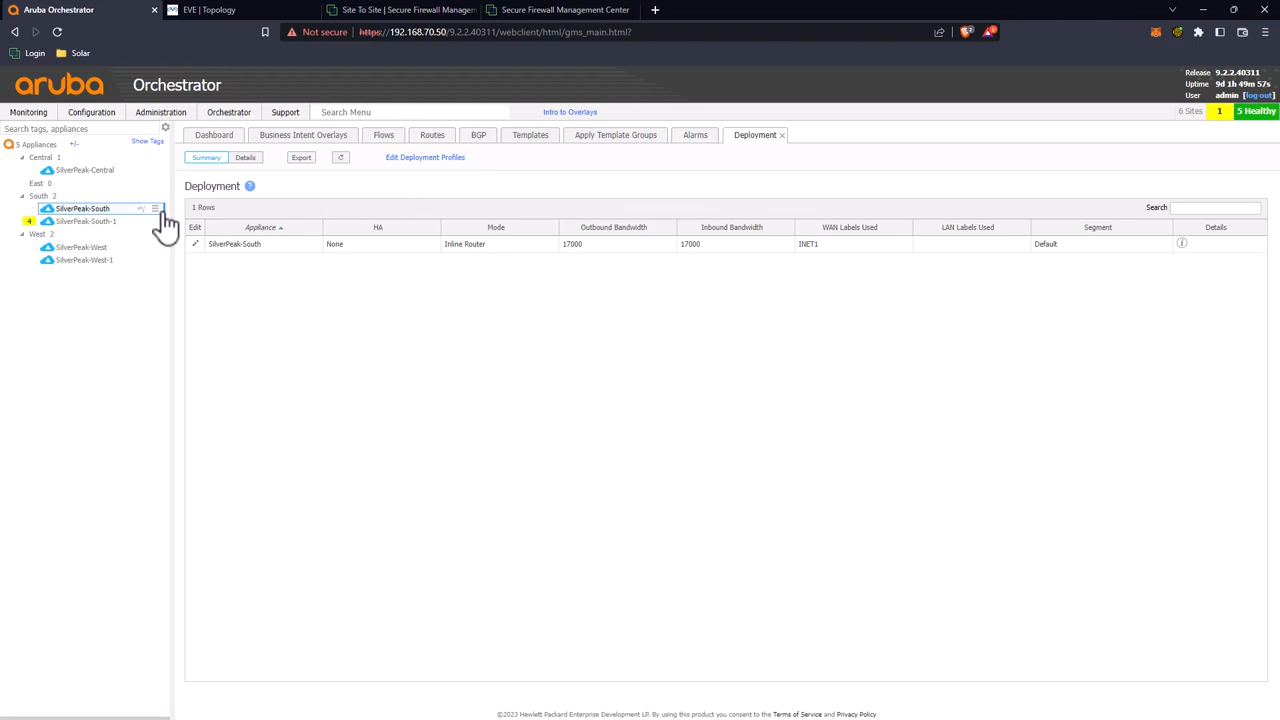 Aruba Orchestrator
EVE | Topology
Site To Site | Secure Firewall Managem
Secure Firewall Management Center
Not secure https://192.168.70.50/9.2.2.40311/webclient/html/gms_main.html?
Login Solar
aruba Orchestrator
Release 9.2.2.40311
Uptime 9d 1h 49m 57s
User admin [log out]
Monitoring Configuration Administration Orchestrator Support Search Menu Intro to Overlays 6 Sites 1 5 Healthy
Search tags, appliances
5 Appliances +/- Show Tags
Central 1
SilverPeak-Central
East 0
South 2
SilverPeak-South
4 SilverPeak-South-1
West 2
SilverPeak-West
SilverPeak-West-1
Dashboard Business Intent Overlays Flows Routes BGP Templates Apply Template Groups Alarms Deployment
Summary Details Export Edit Deployment Profiles
Deployment ?
1 Rows Search
Edit Appliance HA Mode Outbound Bandwidth Inbound Bandwidth WAN Labels Used LAN Labels Used Segment Details
SilverPeak-South None Inline Router 17000 17000 INET1 Default
©2023 Hewlett Packard Enterprise Development LP. By using this product you consent to the Terms of Service and Privacy Policy